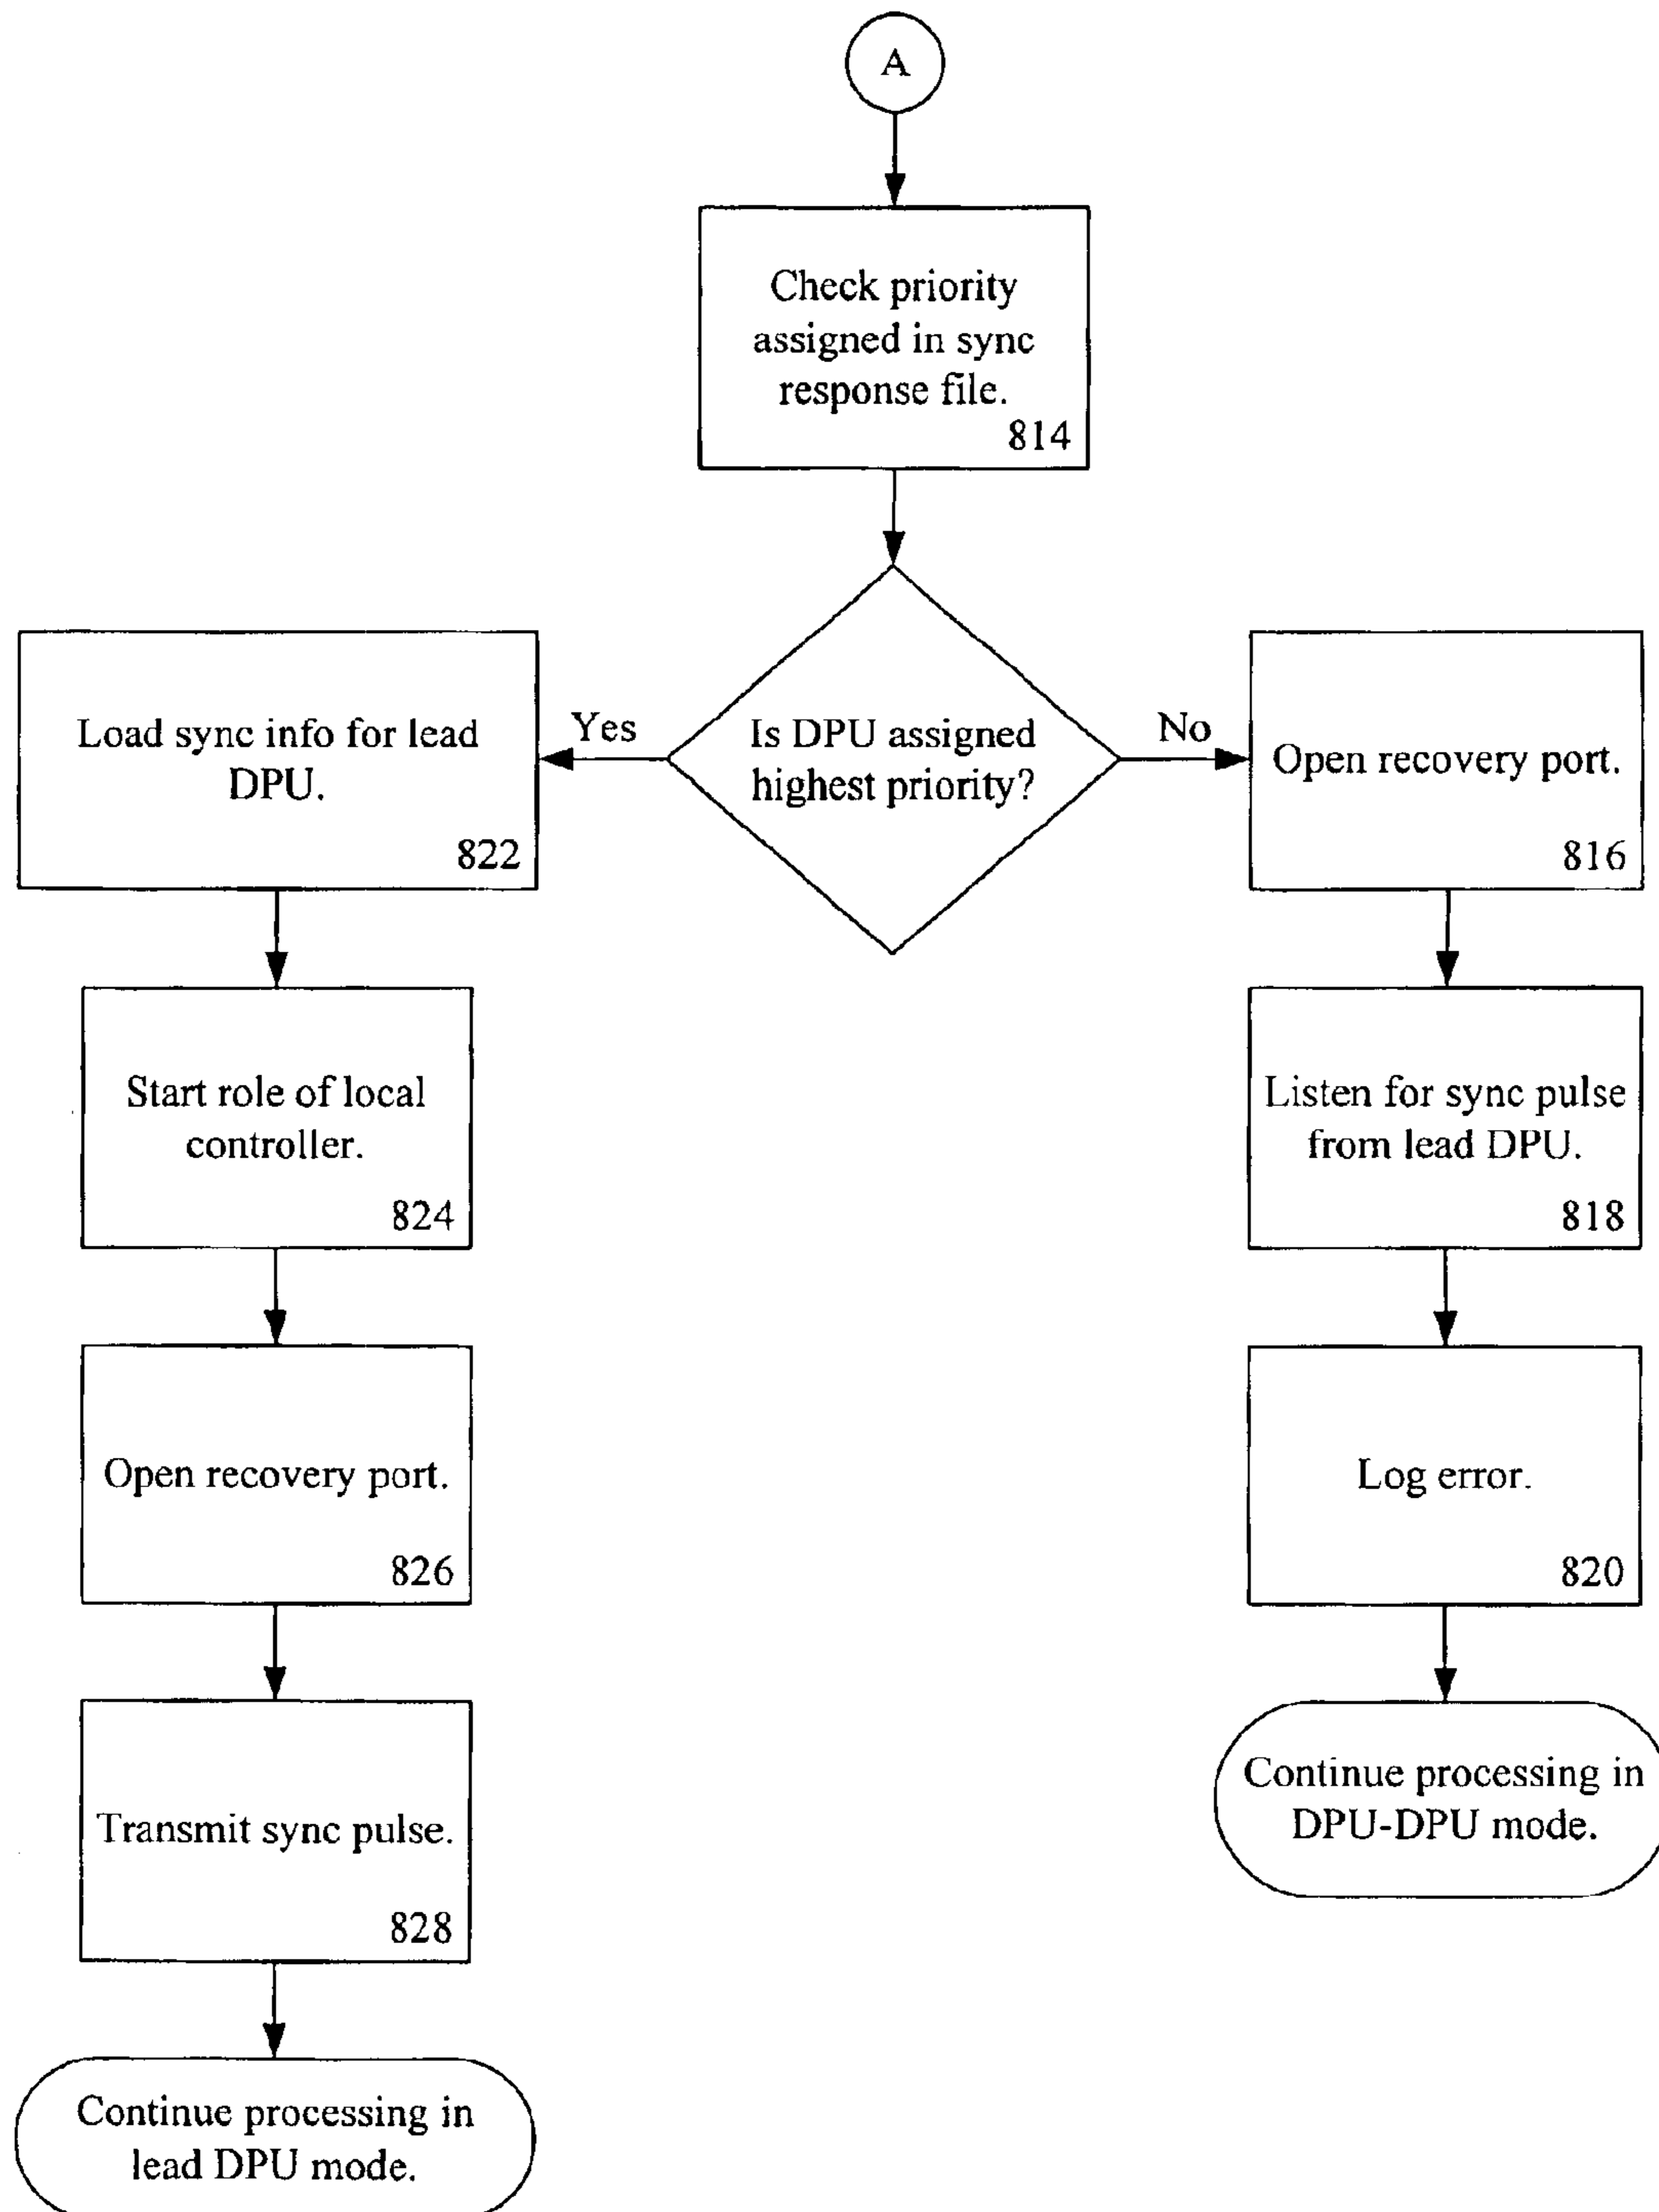 A
Check priority
assigned in sync
response file.
814
Is DPU assigned
highest priority?
Yes
No
Load sync info for lead
DPU.
822
Open recovery port.
816
Start role of local
controller.
824
Listen for sync pulse
from lead DPU.
818
Open recovery port.
826
Log error.
820
Transmit sync pulse.
828
Continue processing in
DPU-DPU mode.
Continue processing in
lead DPU mode.